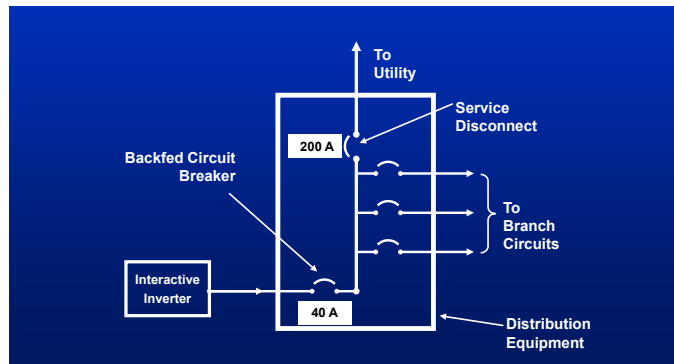 To
Utility
Service
Disconnect
200 A
Backfed Circuit
Breaker
To
Branch
Circuits
Interactive
Inverter
40 A
Distribution
Equipment